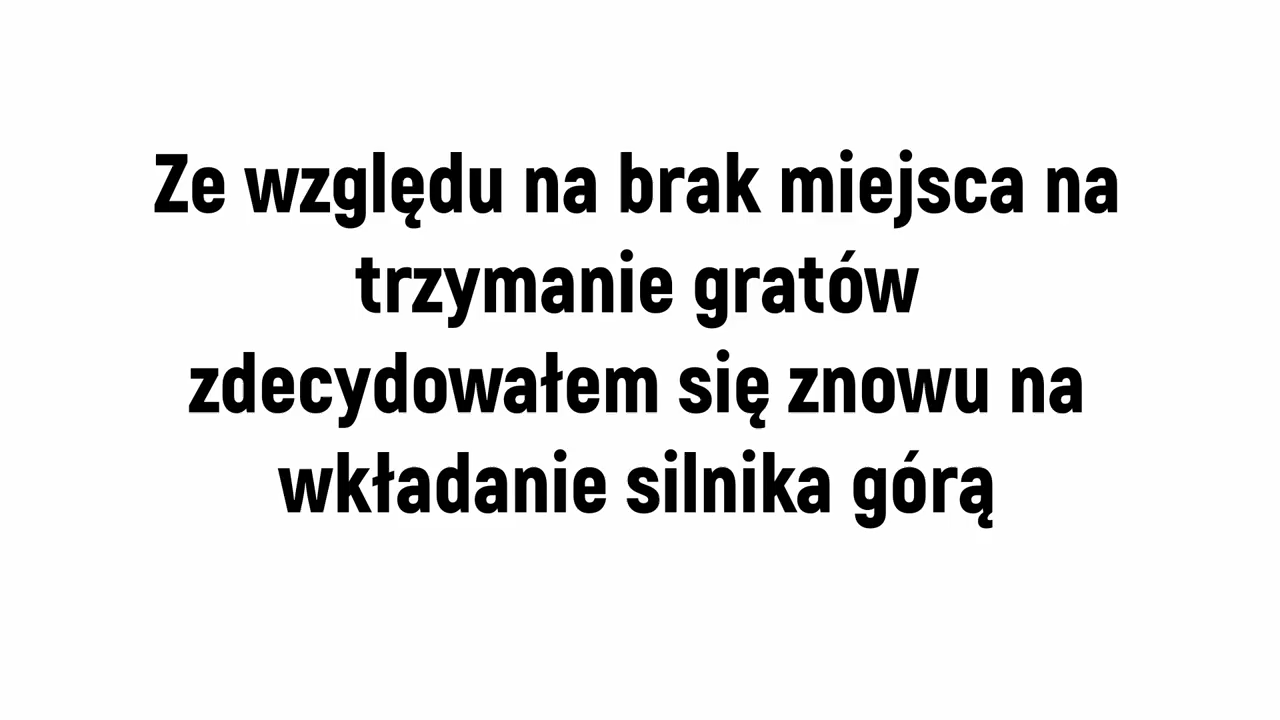 Ze względu na brak miejsca na
trzymanie gratów
zdecydowałem się znowu na
wkładanie silnika górą